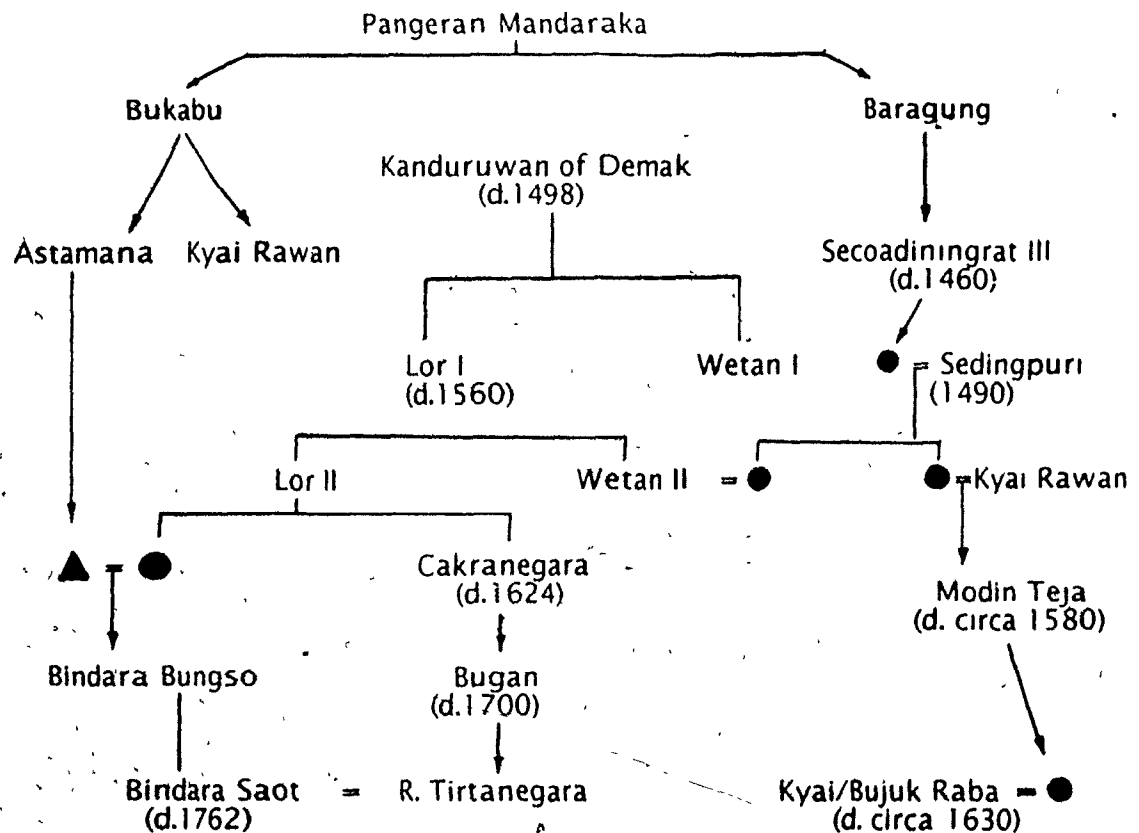 Pangeran Mandaraka
Bukabu
Baragung
Kanduruwan of Demak
(d.1498)
Astamana
Kyai Rawan
Secoadiningrat III
(d.1460)
Lor I
(d.1560)
Wetan I
= Sedingpuri
(1490)
Lor II
Wetan II =
=Kyai Rawan
=
Cakranegara
(d.1624)
Modin Teja
(d. circa 1580)
Bindara Bungso
Bugan
(d.1700)
Bindara Saot = R. Tirtanegara
(d.1762)
Kyai/Bujuk Raba =
(d. circa 1630)